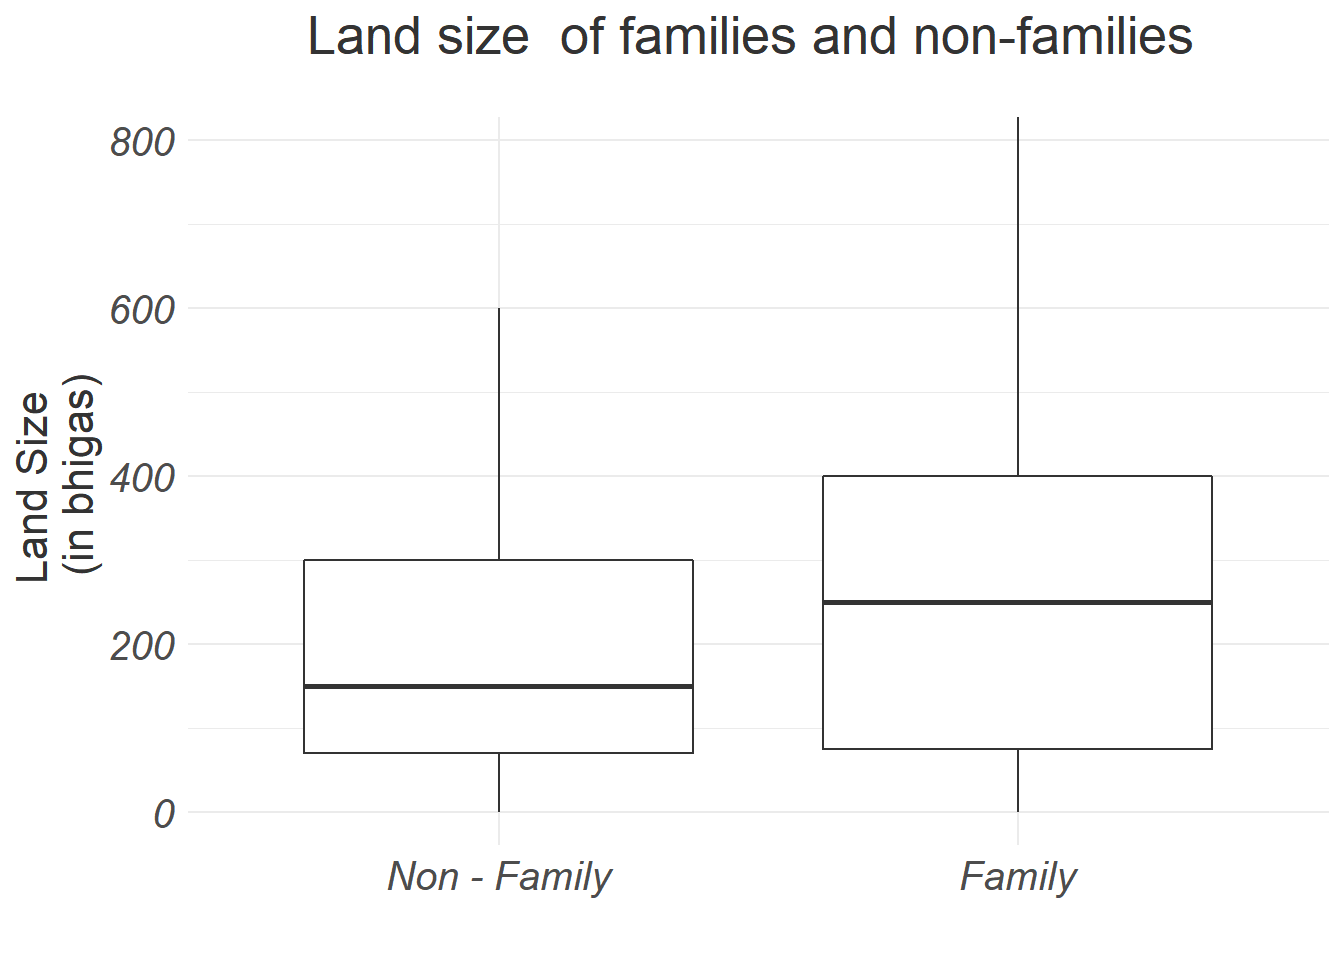 Land size  of families and non-families
Land Size
(in bhigas)
800
600
400
200
0
Non - Family
Family